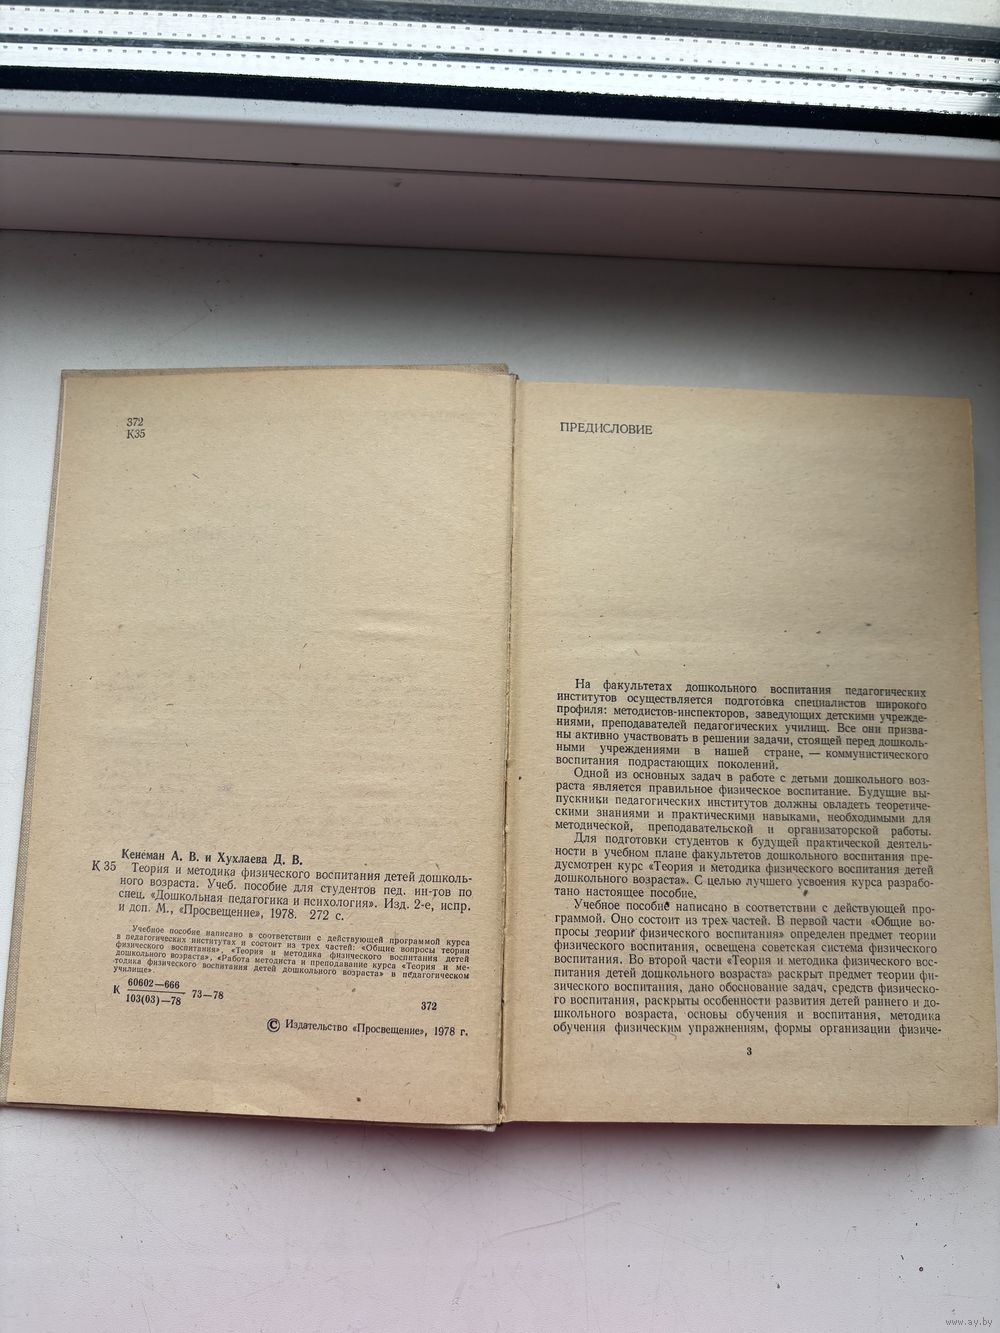 372
К35
Кенеман А. В. и Хухлаева Д. В.
К 35 Теория и методика физического воспитания детей дошколь-
ного возраста. Учеб. пособие для студентов пед. ин-тов по
спец. «Дошкольная педагогика и психология». Изд. 2-е, испр.
и доп. М., «Просвещение», 1978. 272 с.
Учебное пособие написано в соответствии с действующей программой курса
в педагогических институтах и состоит из трех частей: «Общие вопросы теории
физического воспитания», «Теория и методика физического воспитания детей
дошкольного возраста», «Работа методиста и преподавание курса «Теория и ме-
тодика физического воспитания детей дошкольного возраста» в педагогическом
училище».
К 60602—666
103(03)—78 73—78
372
© Издательство «Просвещение», 1978 г.
ПРЕДИСЛОВИЕ
На факультетах дошкольного воспитания педагогических
институтов осуществляется подготовка специалистов широкого
профиля: методистов-инспекторов, заведующих детскими учрежде-
ниями, преподавателей педагогических училищ. Все они призва-
ны активно участвовать в решении задачи, стоящей перед дошколь-
ными учреждениями в нашей стране, — коммунистического
воспитания подрастающих поколений.
Одной из основных задач в работе с детьми дошкольного воз-
раста является правильное физическое воспитание. Будущие вы-
пускники педагогических институтов должны овладеть теоретиче-
скими знаниями и практическими навыками, необходимыми для
методической, преподавательской и организаторской работы.
Для подготовки студентов к будущей практической деятель-
ности в учебном плане факультетов дошкольного воспитания пре-
дусмотрен курс «Теория и методика физического воспитания детей
дошкольного возраста». С целью лучшего усвоения курса разрабо-
тано настоящее пособие.
Учебное пособие написано в соответствии с действующей про-
граммой. Оно состоит из трех частей. В первой части «Общие во-
просы теории физического воспитания» определен предмет теории
физического воспитания, освещена советская система физического
воспитания. Во второй части «Теория и методика физического вос-
питания детей дошкольного возраста» раскрыт предмет теории фи-
зического воспитания, дано обоснование задач, средств физическо-
го воспитания, раскрыты особенности развития детей раннего и до-
школьного возраста, основы обучения и воспитания, методика
обучения физическим упражнениям, формы организации физиче-
3
www.ay.by